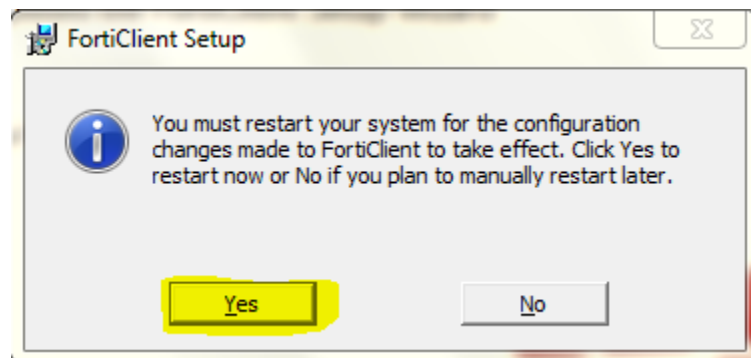 FortiClient Setup
You must restart your system for the configuration
changes made to FortiClient to take effect. Click Yes to
restart now or No if you plan to manually restart later.
Yes
No